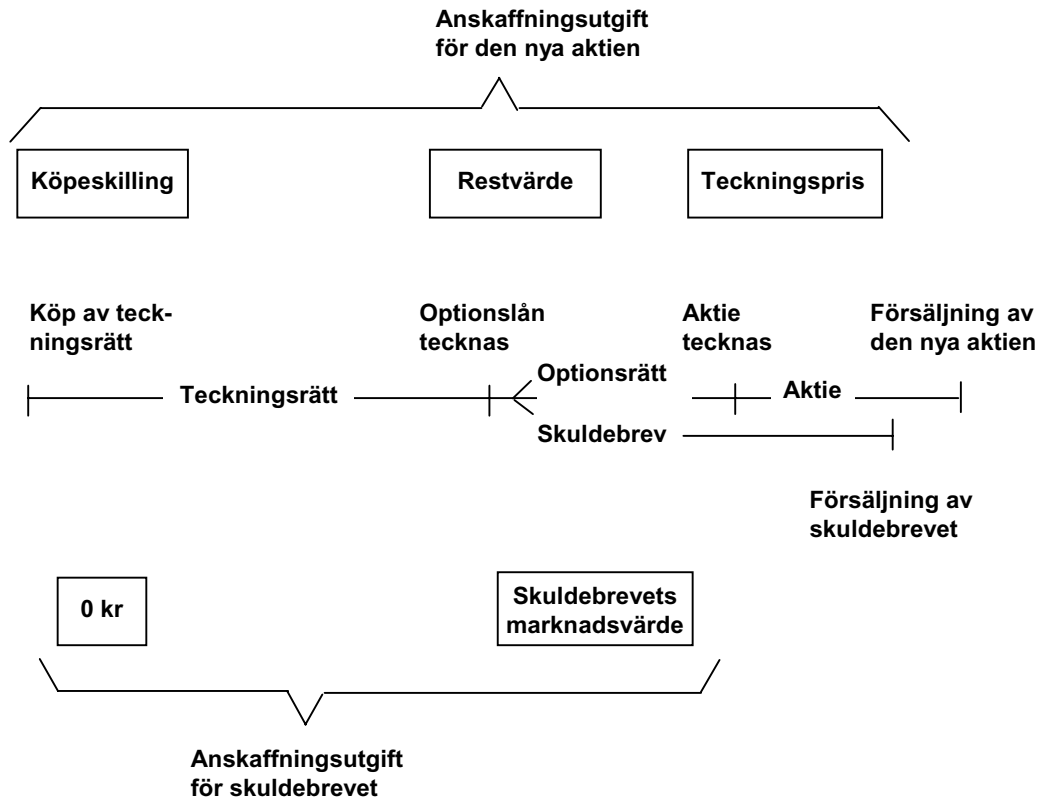 Anskaffningsutgift
för den nya aktien
Köpeskilling
Restvärde
Teckningspris
Köp av teck-
ningsrätt
Optionslån
tecknas
Aktie
tecknas
Försäljning av
den nya aktien
Teckningsrätt
Optionsrätt
Aktie
Skuldebrev
Försäljning av
skuldebrevet
0 kr
Skuldebrevets
marknadsvärde
Anskaffningsutgift
för skuldebrevet